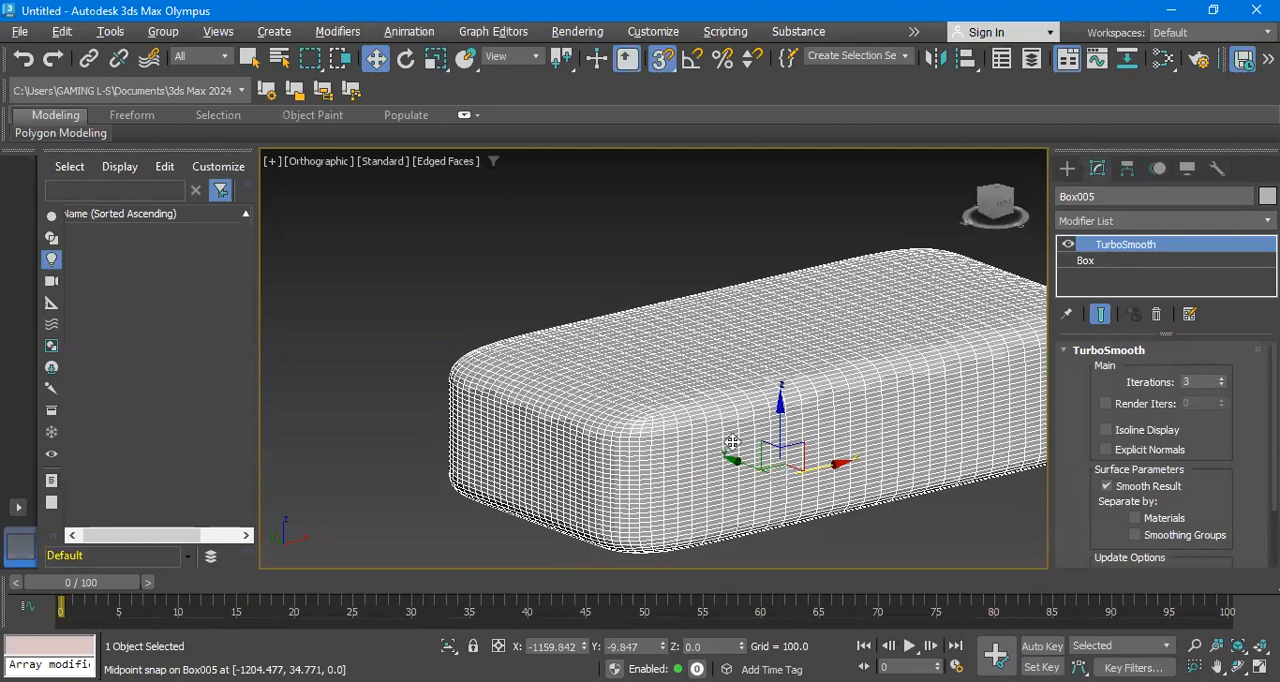 Untitled - Autodesk 3ds Max Olympus
File Edit Tools Group Views Create Modifiers Animation Graph Editors Rendering Customize Scripting Substance Sign In Workspaces: Default
All View Create Selection Se
C:\Users\GAMING L-S\Documents\3ds Max 2024
Modeling Freeform Selection Object Paint Populate
Polygon Modeling
Select Display Edit Customize
[+] [Orthographic ] [Standard ] [Edged Faces ]
Name (Sorted Ascending)
Box005
Modifier List
TurboSmooth
Box
TurboSmooth
Main
Iterations: 3
Render Iters: 0
Isoline Display
Explicit Normals
Surface Parameters
Smooth Result
Separate by:
Materials
Smoothing Groups
Update Options
z
z
Default
0 / 100
0 5 10 15 20 25 30 35 40 45 50 55 60 65 70 75 80 85 90 95 100
1 Object Selected X: -1159.842 Y: -9.847 Z: 0.0 Grid = 100.0 Auto Key Selected
Array modifi Midpoint snap on Box005 at [-1204.477, 34.771, 0.0] Enabled: 0 Add Time Tag 0 Set Key Key Filters...